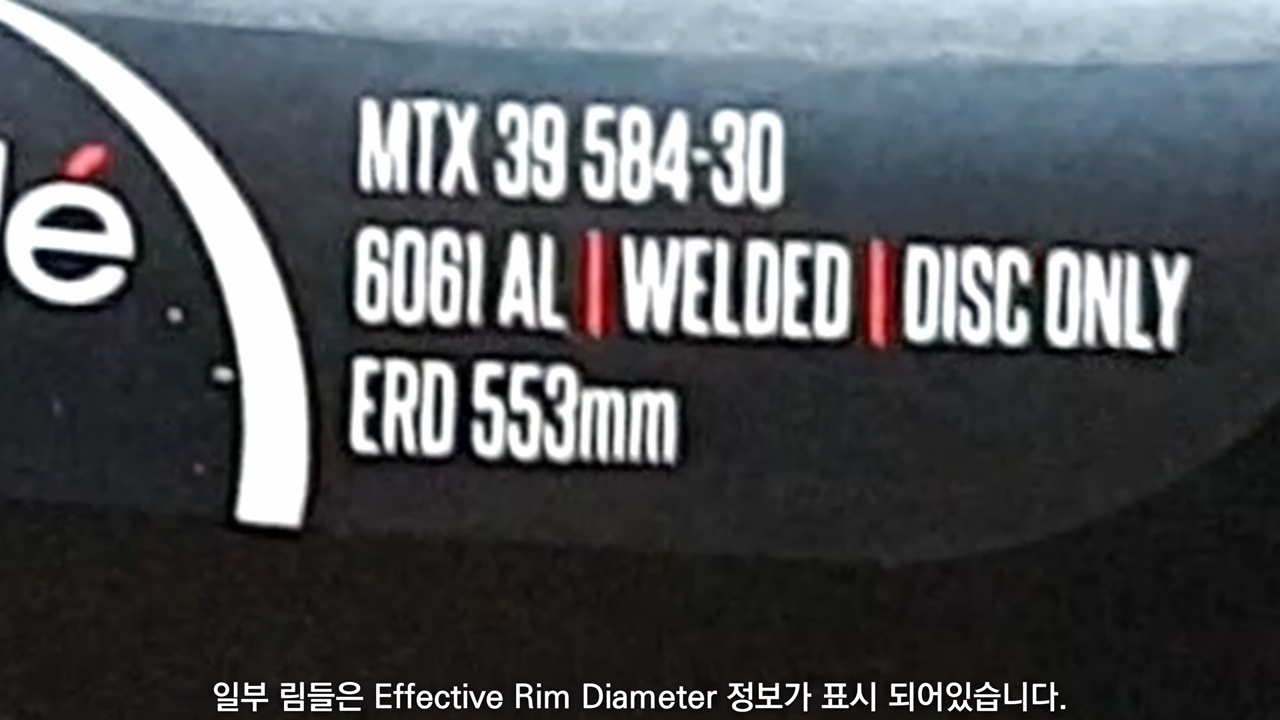 lé
MTX 39 584-30
6061 AL | WELDED | DISC ONLY
ERD 553mm
일부 림들은 Effective Rim Diameter 정보가 표시 되어있습니다.